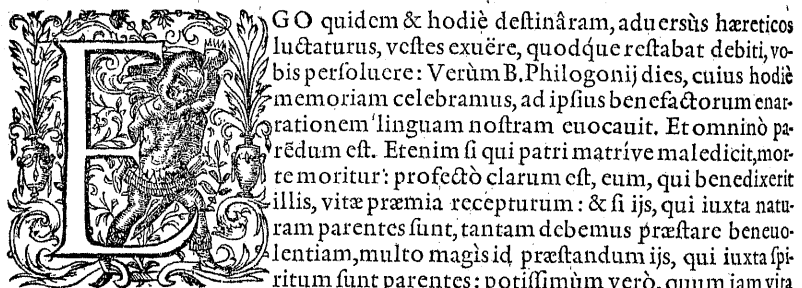 EGO quidem & hodiè destinâram, aduersùs hæreticos
luctaturus, vestes exuëre, quodq́ue restabat debiti, vo-
bis persoluere: Verùm B. Philogonij dies, cuius hodiè
memoriam celebramus, ad ipsius benefactorum enar-
rationem linguam nostram euocauit. Et omninò pa-
rēdum est. Etenim si qui patri matríve maledicit, mor-
te moritur: profectò clarum est, eum, qui benedixerit
illis, vitæ præmia recepturum: & si ijs, qui iuxta natu-
ram parentes sunt, tantam debemus præstare beneuo-
lentiam, multo magìs id præstandum ijs, qui iuxta spi-
ritum sunt parentes: potissimùm verò, quum iam vita